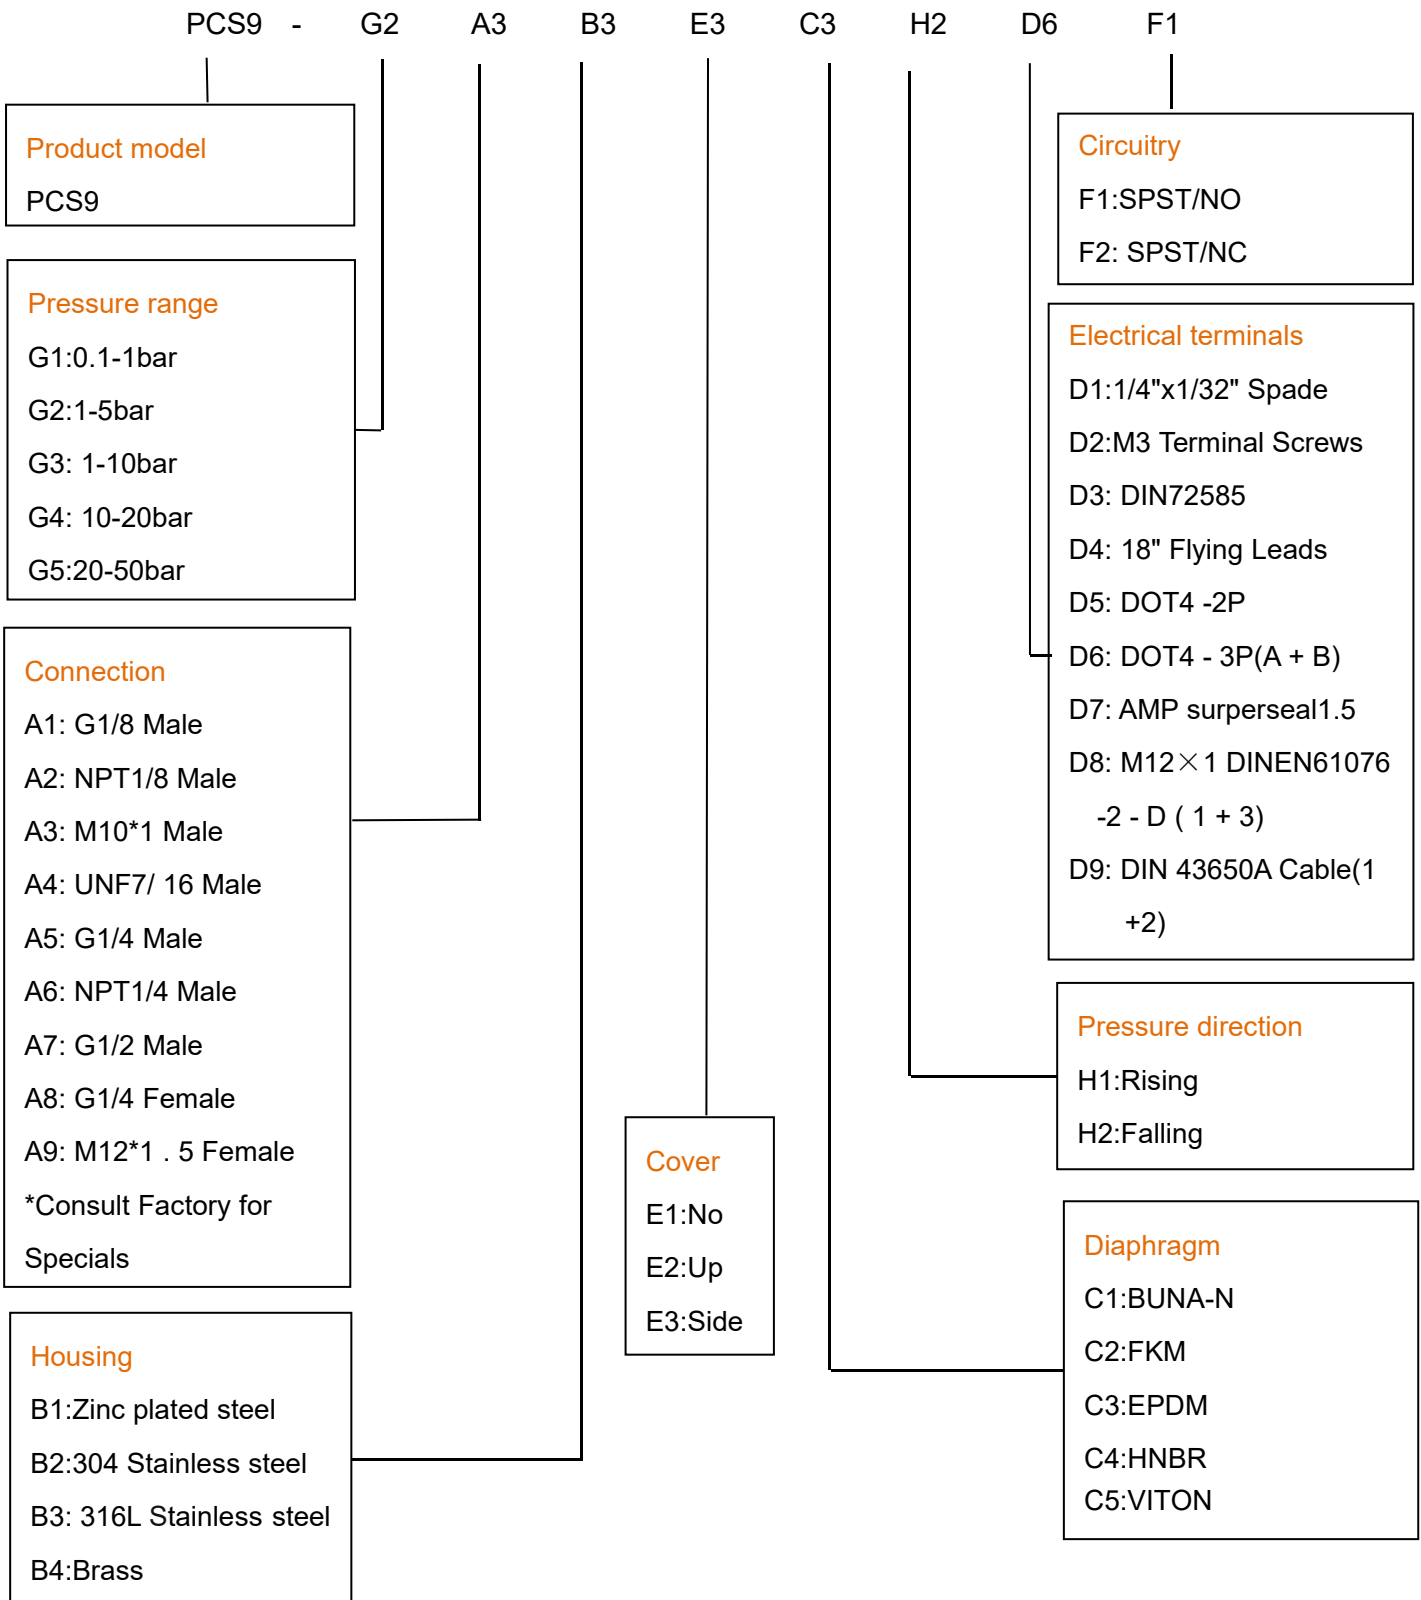 PCS9 - G2 A3 B3 E3 C3 H2 D6 F1
Product model
PCS9
Pressure range
G1:0.1-1bar
G2:1-5bar
G3: 1-10bar
G4: 10-20bar
G5:20-50bar
Connection
A1: G1/8 Male
A2: NPT1/8 Male
A3: M10*1 Male
A4: UNF7/ 16 Male
A5: G1/4 Male
A6: NPT1/4 Male
A7: G1/2 Male
A8: G1/4 Female
A9: M12*1 . 5 Female
*Consult Factory for
Specials
Housing
B1:Zinc plated steel
B2:304 Stainless steel
B3: 316L Stainless steel
B4:Brass
Cover
E1:No
E2:Up
E3:Side
Circuitry
F1:SPST/NO
F2: SPST/NC
Electrical terminals
D1:1/4"x1/32" Spade
D2:M3 Terminal Screws
D3: DIN72585
D4: 18" Flying Leads
D5: DOT4 -2P
D6: DOT4 - 3P(A + B)
D7: AMP surperseal1.5
D8: M12×1 DINEN61076
-2 - D ( 1 + 3)
D9: DIN 43650A Cable(1
+2)
Pressure direction
H1:Rising
H2:Falling
Diaphragm
C1:BUNA-N
C2:FKM
C3:EPDM
C4:HNBR
C5:VITON